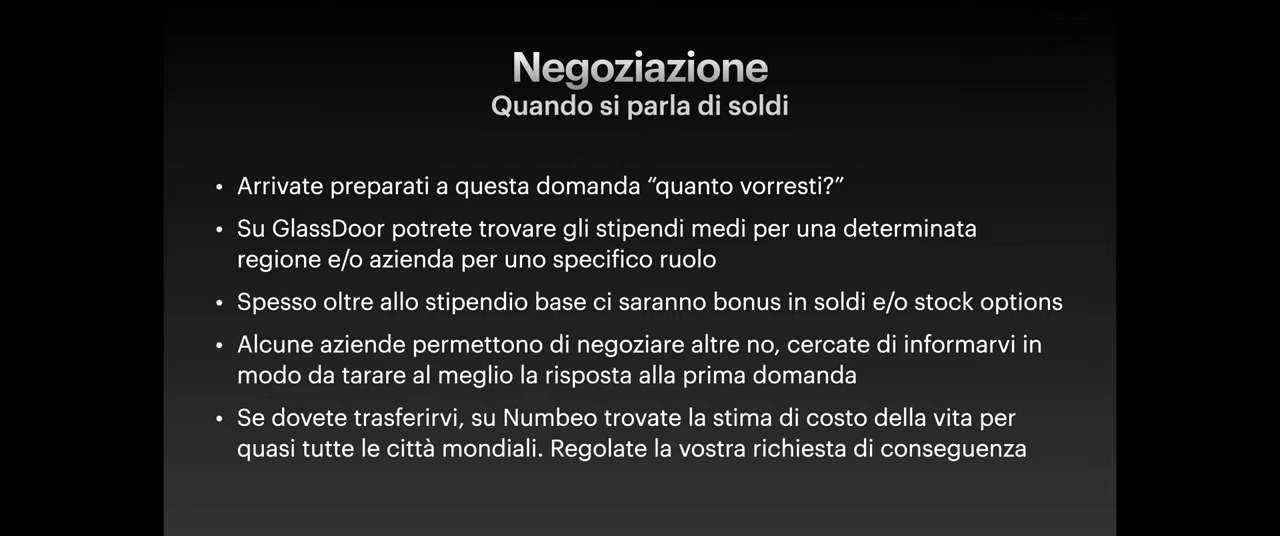 Negoziazione
Quando si parla di soldi
• Arrivate preparati a questa domanda “quanto vorresti?”
• Su GlassDoor potrete trovare gli stipendi medi per una determinata
regione e/o azienda per uno specifico ruolo
• Spesso oltre allo stipendio base ci saranno bonus in soldi e/o stock options
• Alcune aziende permettono di negoziare altre no, cercate di informarvi in
modo da tarare al meglio la risposta alla prima domanda
• Se dovete trasferirvi, su Numbeo trovate la stima di costo della vita per
quasi tutte le città mondiali. Regolate la vostra richiesta di conseguenza